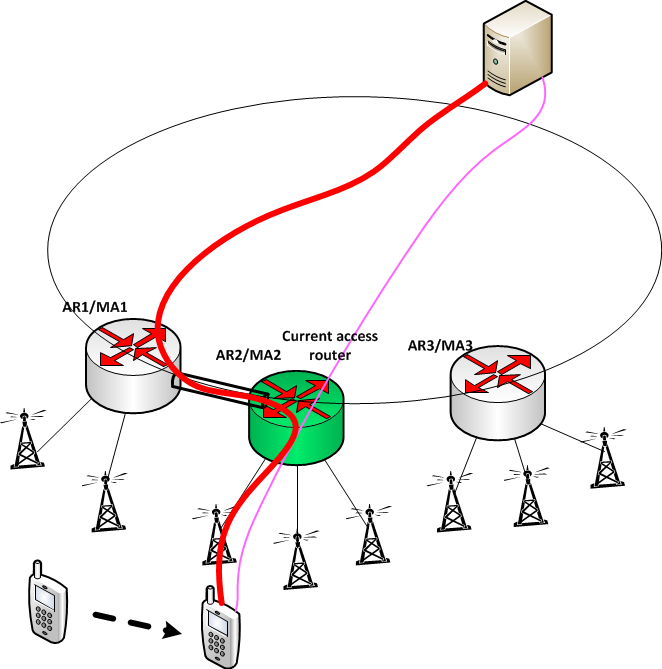 AR1/MA1
AR2/MA2
Current access
router
AR3/MA3